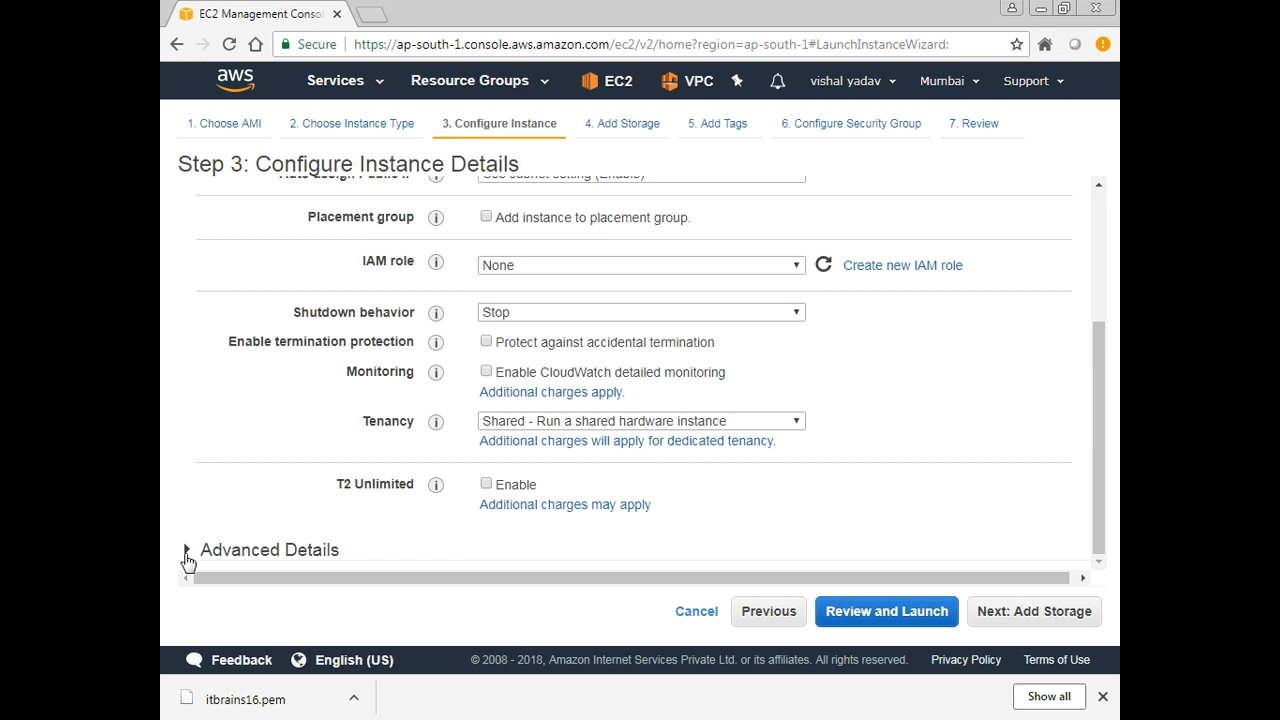 EC2 Management Conso
Secure https://ap-south-1.console.aws.amazon.com/ec2/v2/home?region=ap-south-1#LaunchInstanceWizard:
aws Services Resource Groups EC2 VPC vishal yadav Mumbai Support
1. Choose AMI 2. Choose Instance Type 3. Configure Instance 4. Add Storage 5. Add Tags 6. Configure Security Group 7. Review
Step 3: Configure Instance Details
Auto-assign Public IP Use subnet setting (Enable)
Placement group Add instance to placement group.
IAM role None Create new IAM role
Shutdown behavior Stop
Enable termination protection Protect against accidental termination
Monitoring Enable CloudWatch detailed monitoring
Additional charges apply.
Tenancy Shared - Run a shared hardware instance
Additional charges will apply for dedicated tenancy.
T2 Unlimited Enable
Additional charges may apply
Advanced Details
Cancel Previous Review and Launch Next: Add Storage
Feedback English (US) © 2008 - 2018, Amazon Internet Services Private Ltd. or its affiliates. All rights reserved. Privacy Policy Terms of Use
itbrains16.pem Show all